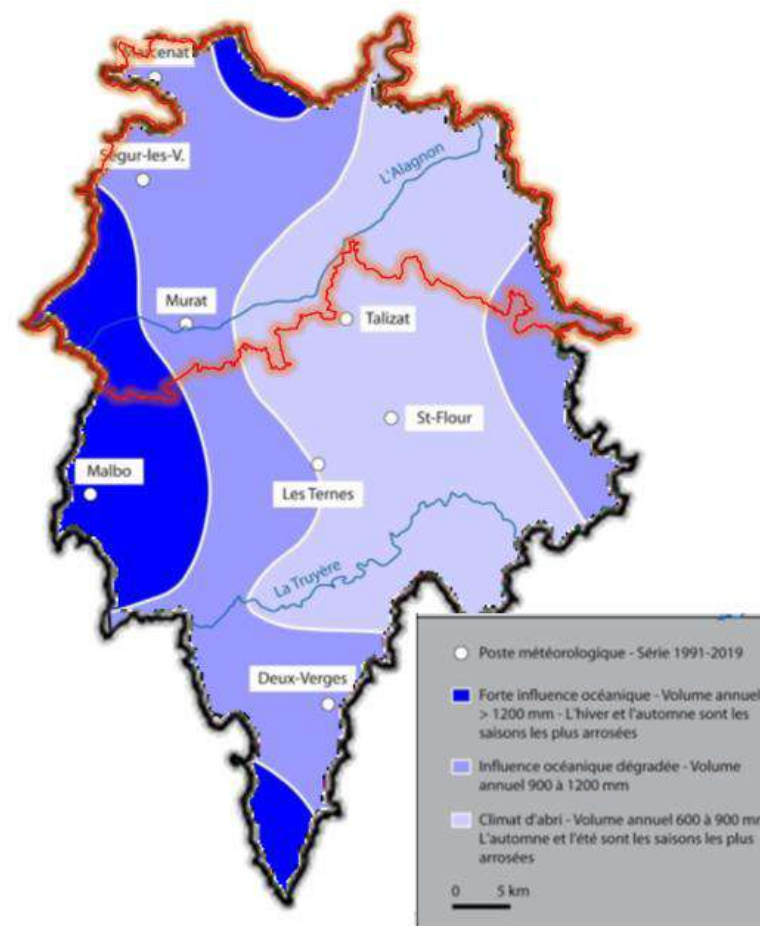 Ségur-les-V.
L'Alagnon
Murat
Talizat
St-Flour
Malbo
Les Ternes
La Truyère
Deux-Verges
Poste météorologique - Série 1991-2019
Forte influence océanique - Volume annuel
> 1200 mm - L'hiver et l'automne sont les
saisons les plus arrosées
Influence océanique dégradée - Volume
annuel 900 à 1200 mm
Climat d'abri - Volume annuel 600 à 900 mm
L'automne et l'été sont les saisons les plus
arrosées
0 5 km